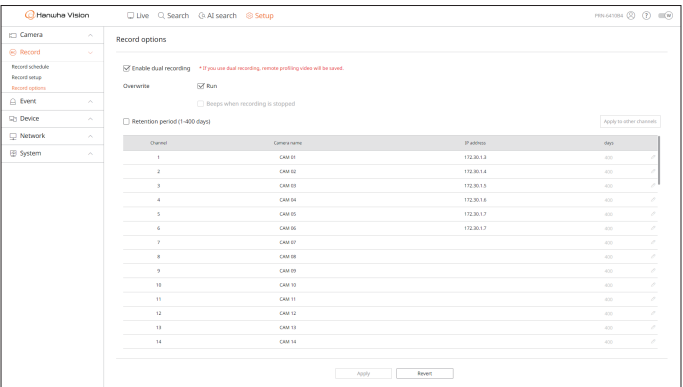 Hanwha Vision
Live Search AI search Setup
PRN-6410B4
Camera
Record
Record schedule
Record setup
Record options
Event
Device
Network
System
Record options
Enable dual recording * If you use dual recording, remote profiling video will be saved.
Overwrite Run
Beeps when recording is stopped
Retention period (1-400 days) Apply to other channels
Channel Camera name IP address days
1 CAM 01 172.30.1.3 400
2 CAM 02 172.30.1.4 400
3 CAM 03 172.30.1.5 400
4 CAM 04 172.30.1.6 400
5 CAM 05 172.30.1.7 400
6 CAM 06 172.30.1.7 400
7 CAM 07 400
8 CAM 08 400
9 CAM 09 400
10 CAM 10 400
11 CAM 11 400
12 CAM 12 400
13 CAM 13 400
14 CAM 14 400
Apply Revert